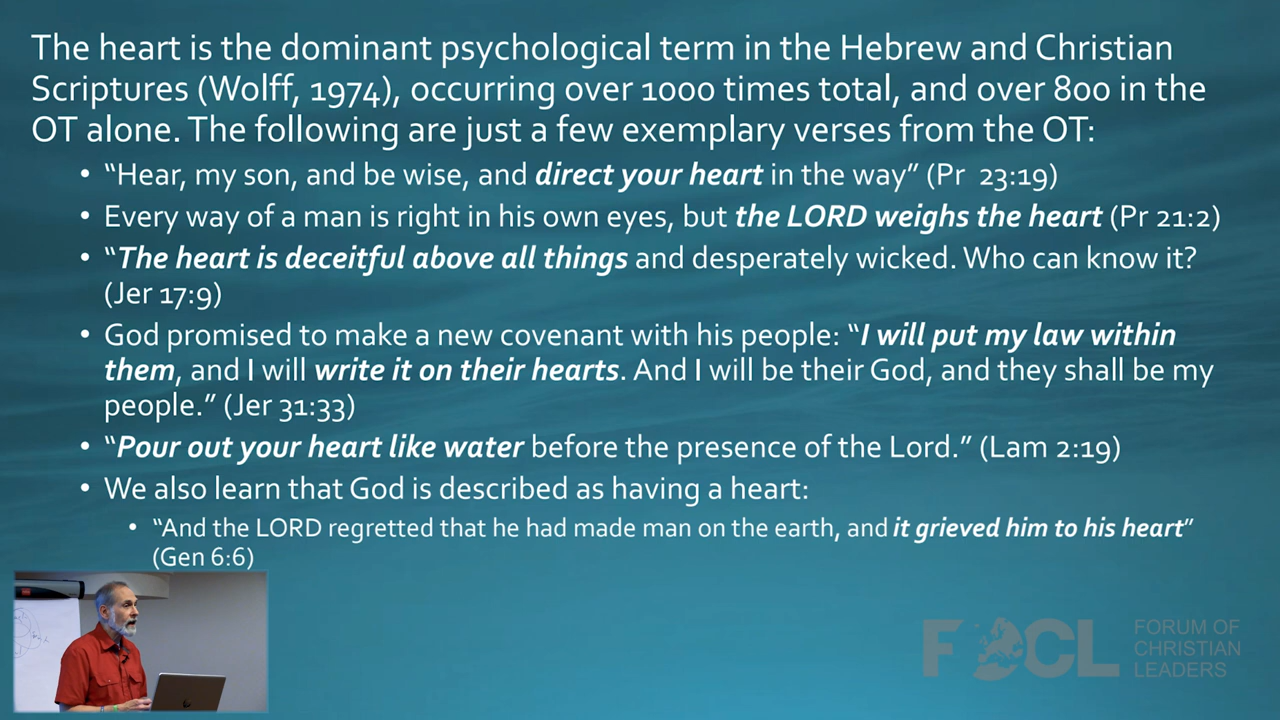 The heart is the dominant psychological term in the Hebrew and Christian
Scriptures (Wolff, 1974), occurring over 1000 times total, and over 800 in the
OT alone. The following are just a few exemplary verses from the OT:
• “Hear, my son, and be wise, and direct your heart in the way” (Pr  23:19)
• Every way of a man is right in his own eyes, but the LORD weighs the heart (Pr 21:2)
• “The heart is deceitful above all things and desperately wicked. Who can know it?
(Jer 17:9)
• God promised to make a new covenant with his people: “I will put my law within
them, and I will write it on their hearts. And I will be their God, and they shall be my
people.” (Jer 31:33)
• “Pour out your heart like water before the presence of the Lord.” (Lam 2:19)
• We also learn that God is described as having a heart:
• “And the LORD regretted that he had made man on the earth, and it grieved him to his heart”
(Gen 6:6)
FOCL
FORUM OF
CHRISTIAN
LEADERS